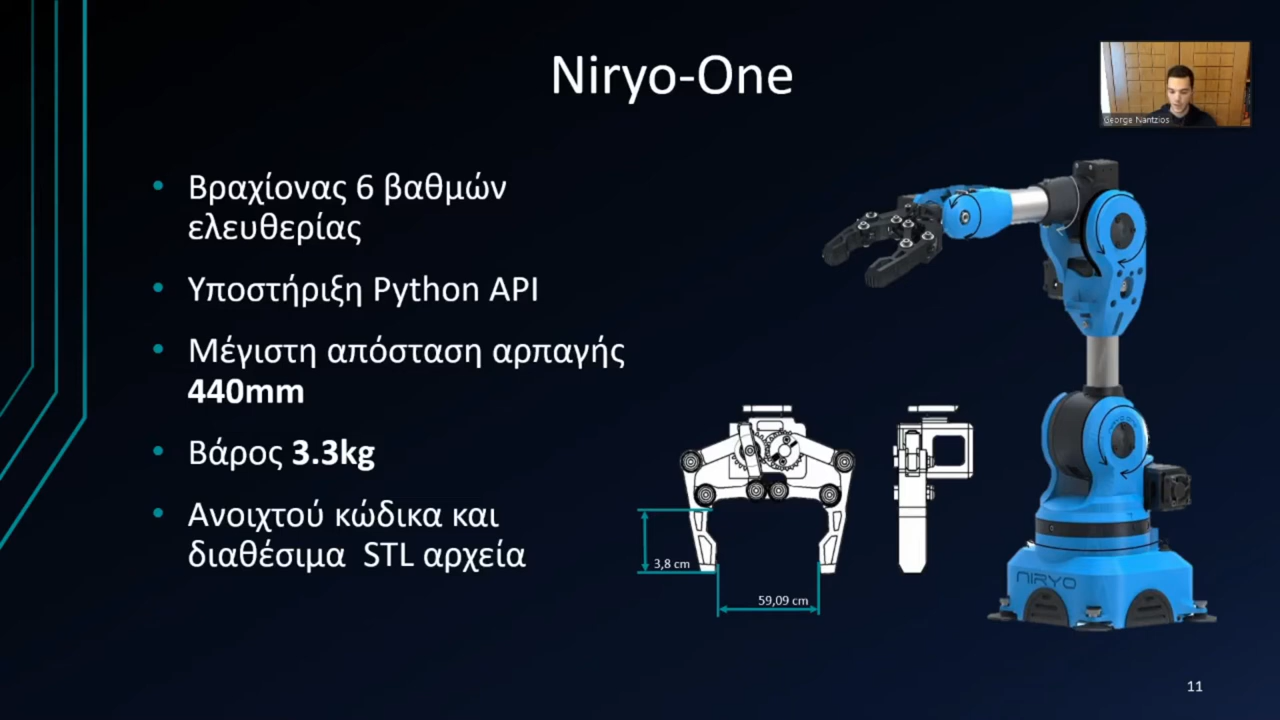 Niryo-One
George Nantzios
• Βραχίονας 6 βαθμών
ελευθερίας
• Υποστήριξη Python API
• Μέγιστη απόσταση αρπαγής
440mm
• Βάρος 3.3kg
• Ανοιχτού κώδικα και
διαθέσιμα STL αρχεία
3,8 cm
59,09 cm
NIRYO
11